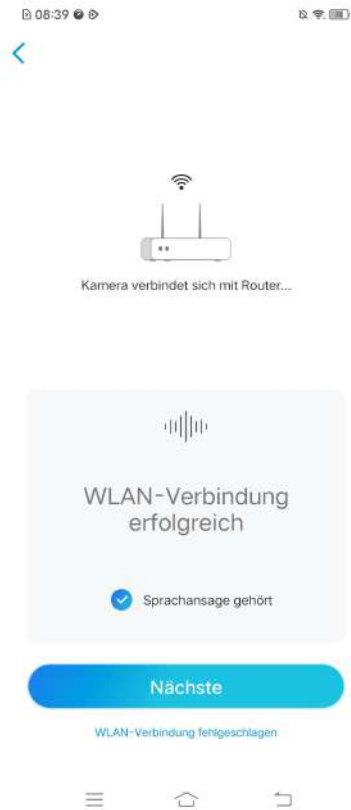 08:39
Kamera verbindet sich mit Router...
WLAN-Verbindung
erfolgreich
Sprachansage gehört
Nächste
WLAN-Verbindung fehlgeschlagen